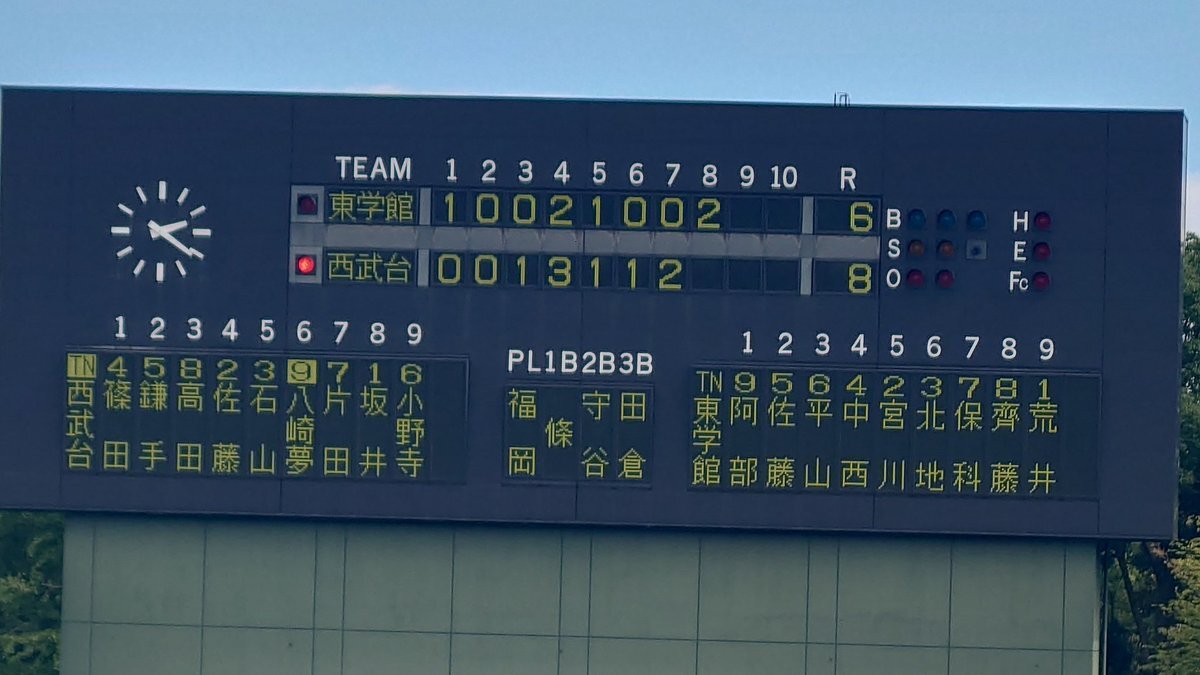 TEAM 1 2 3 4 5 6 7 8 9 10 R
東学館 1 0 0 2 1 0 0 2 6
西武台 0 0 1 3 1 1 2 8
B H
S E
O Fc
1 2 3 4 5 6 7 8 9
TN 4 5 8 2 3 9 7 1 6
西武台 篠田 鎌手 高田 佐藤 石山 八崎夢 片田 坂井 小野寺
PL 1B 2B 3B
福岡 條 守谷 田倉
1 2 3 4 5 6 7 8 9
TN 9 5 6 4 2 3 7 8 1
東学館 阿部 佐藤 平山 中西 宮川 北地 保科 齊藤 荒井